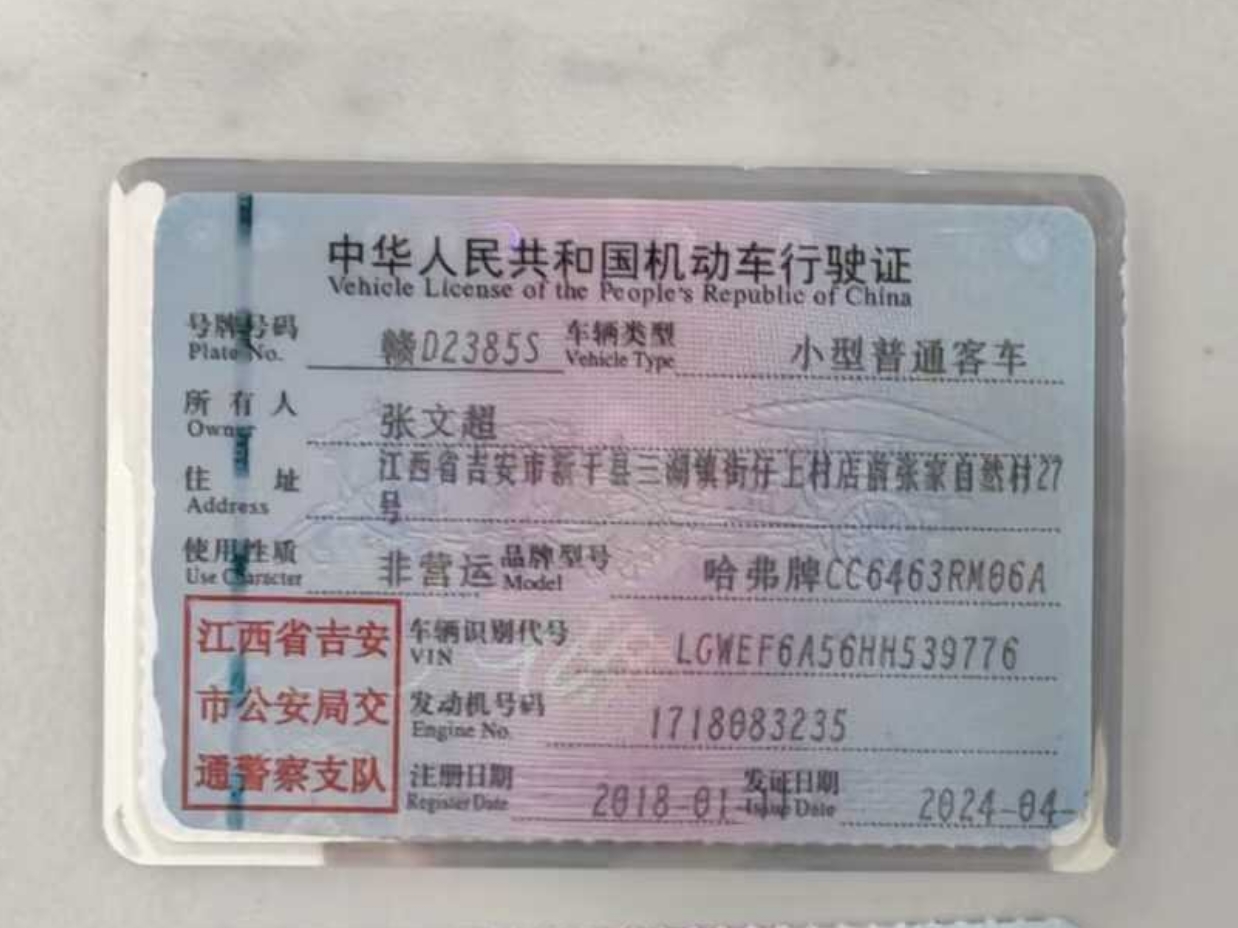 中华人民共和国机动车行驶证
Vehicle License of the People's Republic of China
号牌号码 赣D2385S 车辆类型 小型普通客车
Plate No. Vehicle Type
所有人 张文超
Owner
住址 江西省吉安市新干县三湖镇街仔上村店前张家自然村27
Address 号
使用性质 非营运 品牌型号 哈弗牌CC6463RM06A
Use Character Model
江西省吉安
市公安局交
通警察支队
车辆识别代号 LGWEF6A56HH539776
VIN
发动机号码 1718083235
Engine No.
注册日期 2018-01- 发证日期 2024-04-
Register Date Issue Date